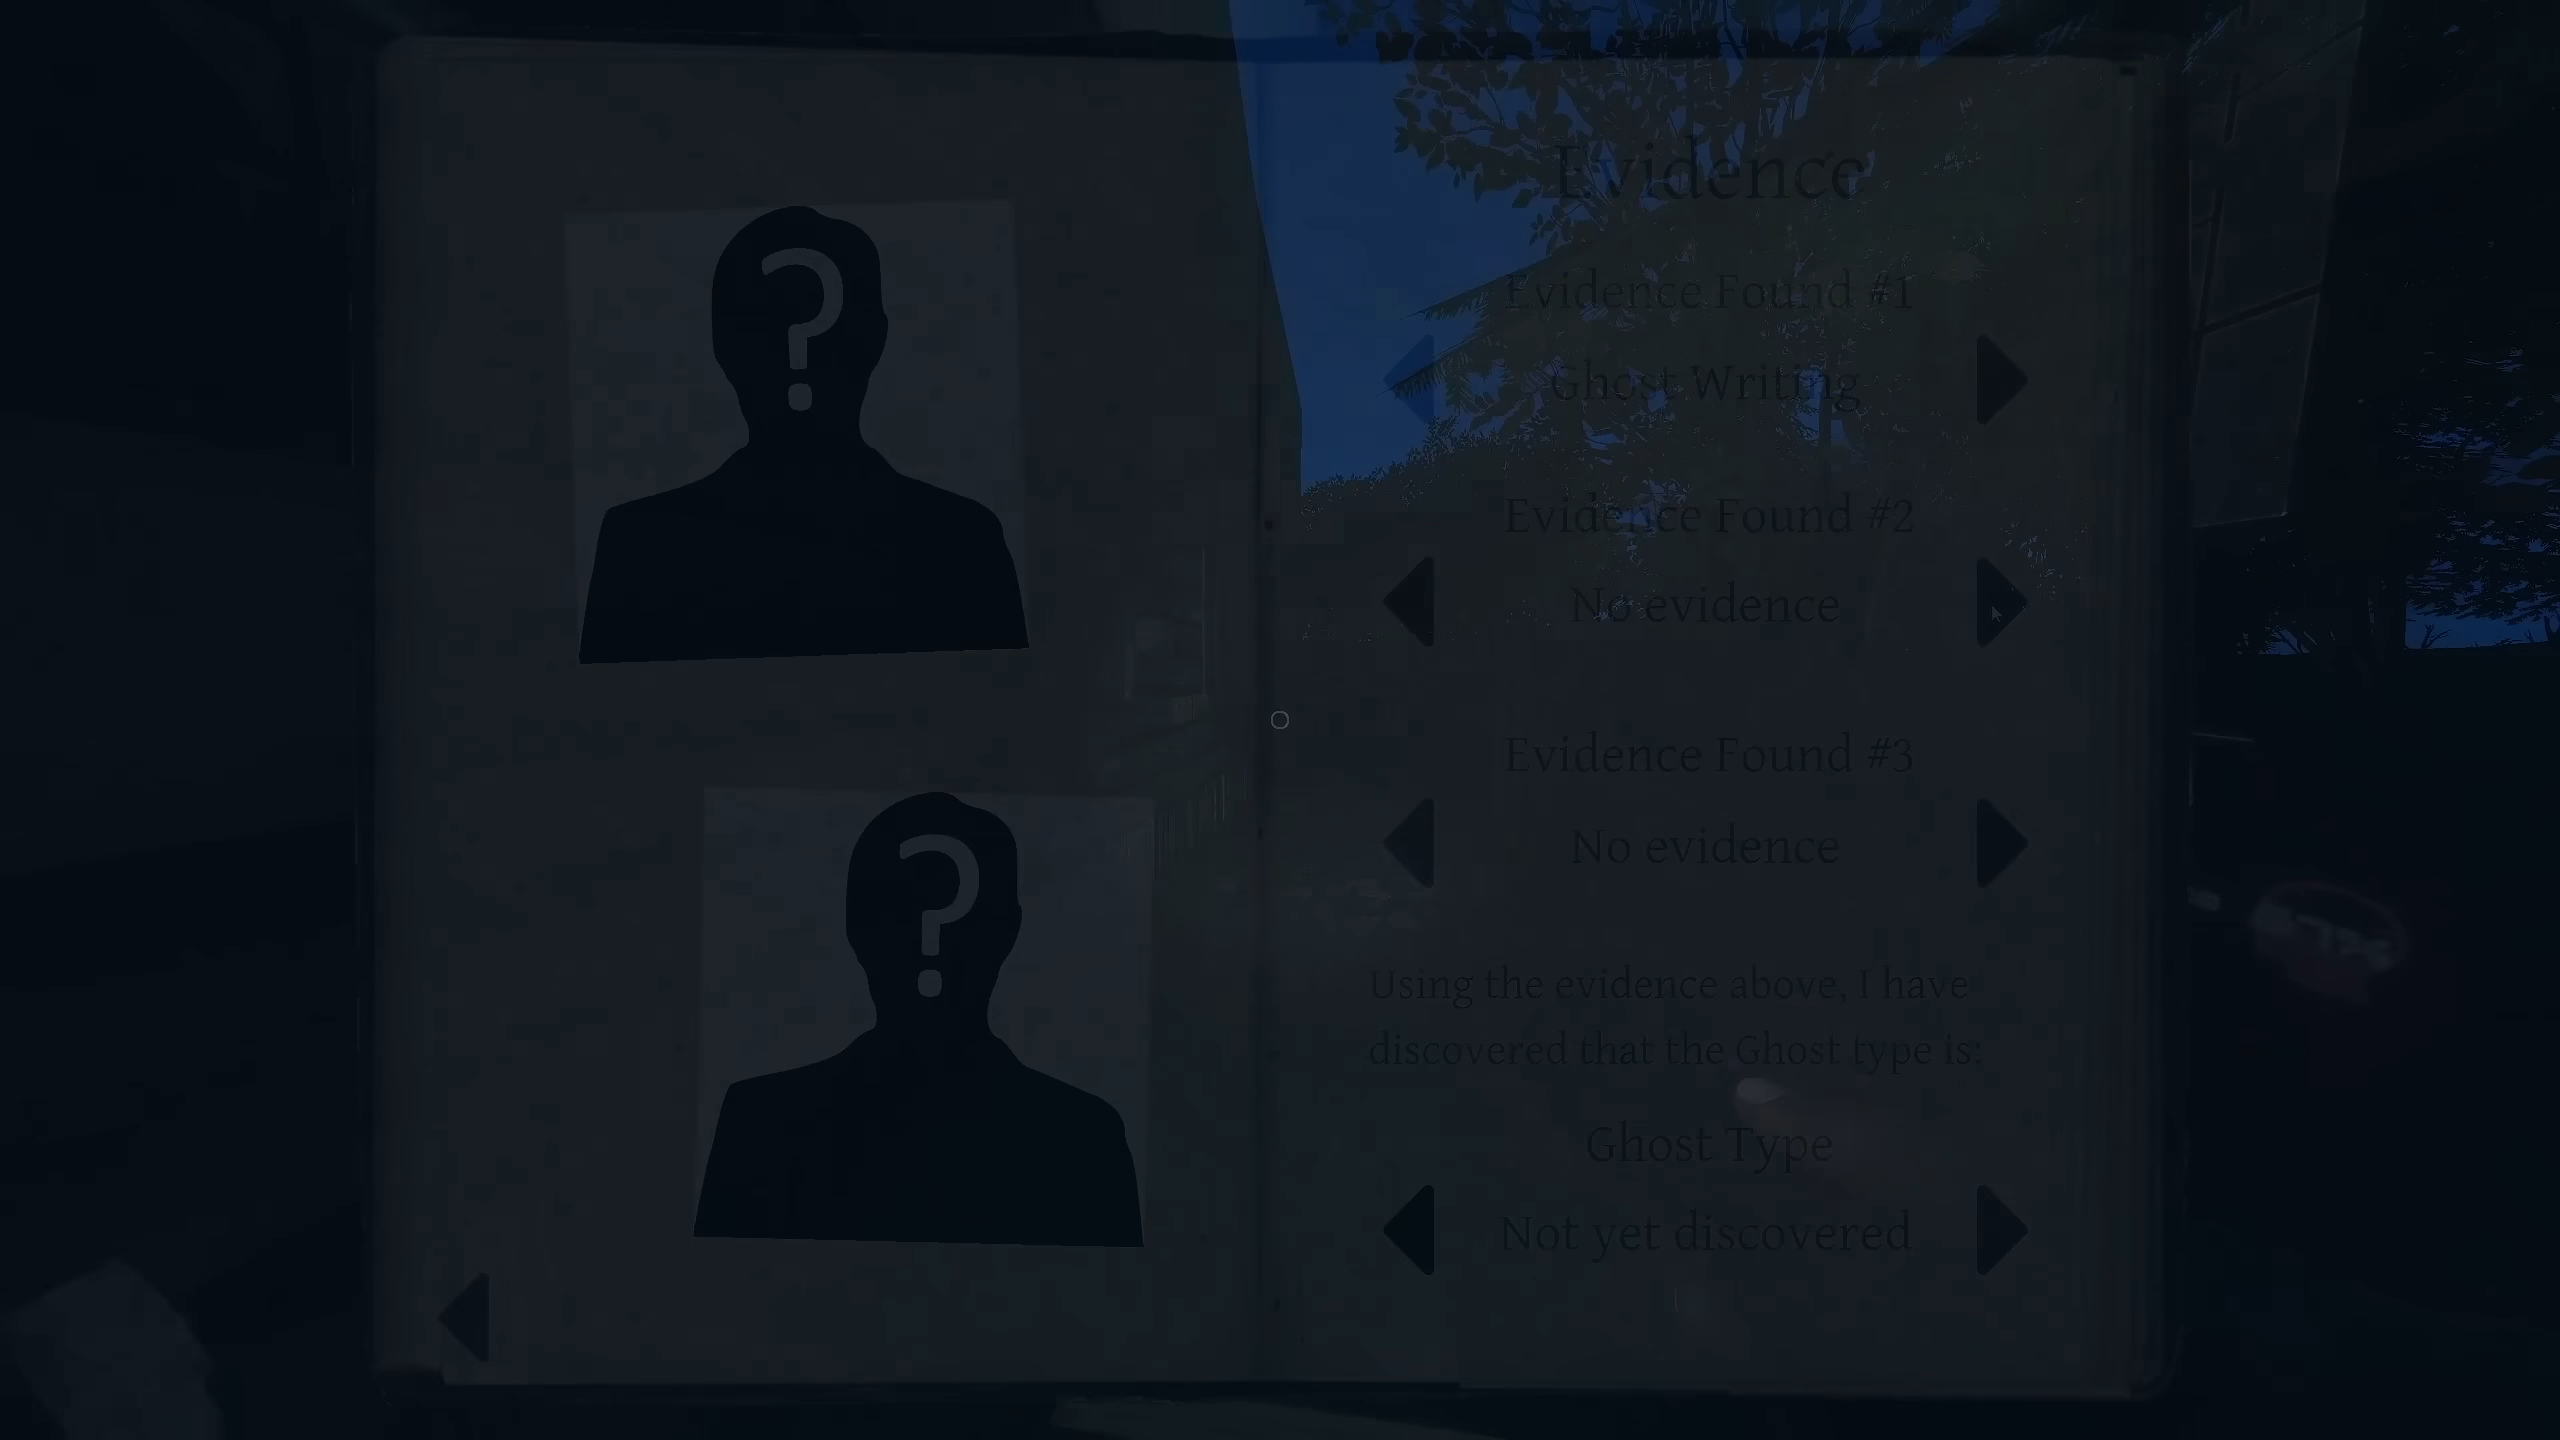 Evidence
Evidence Found #1
Ghost Writing
Evidence Found #2
No evidence
Evidence Found #3
No evidence
Using the evidence above, I have
discovered that the Ghost type is:
Ghost Type
Not yet discovered
?
?